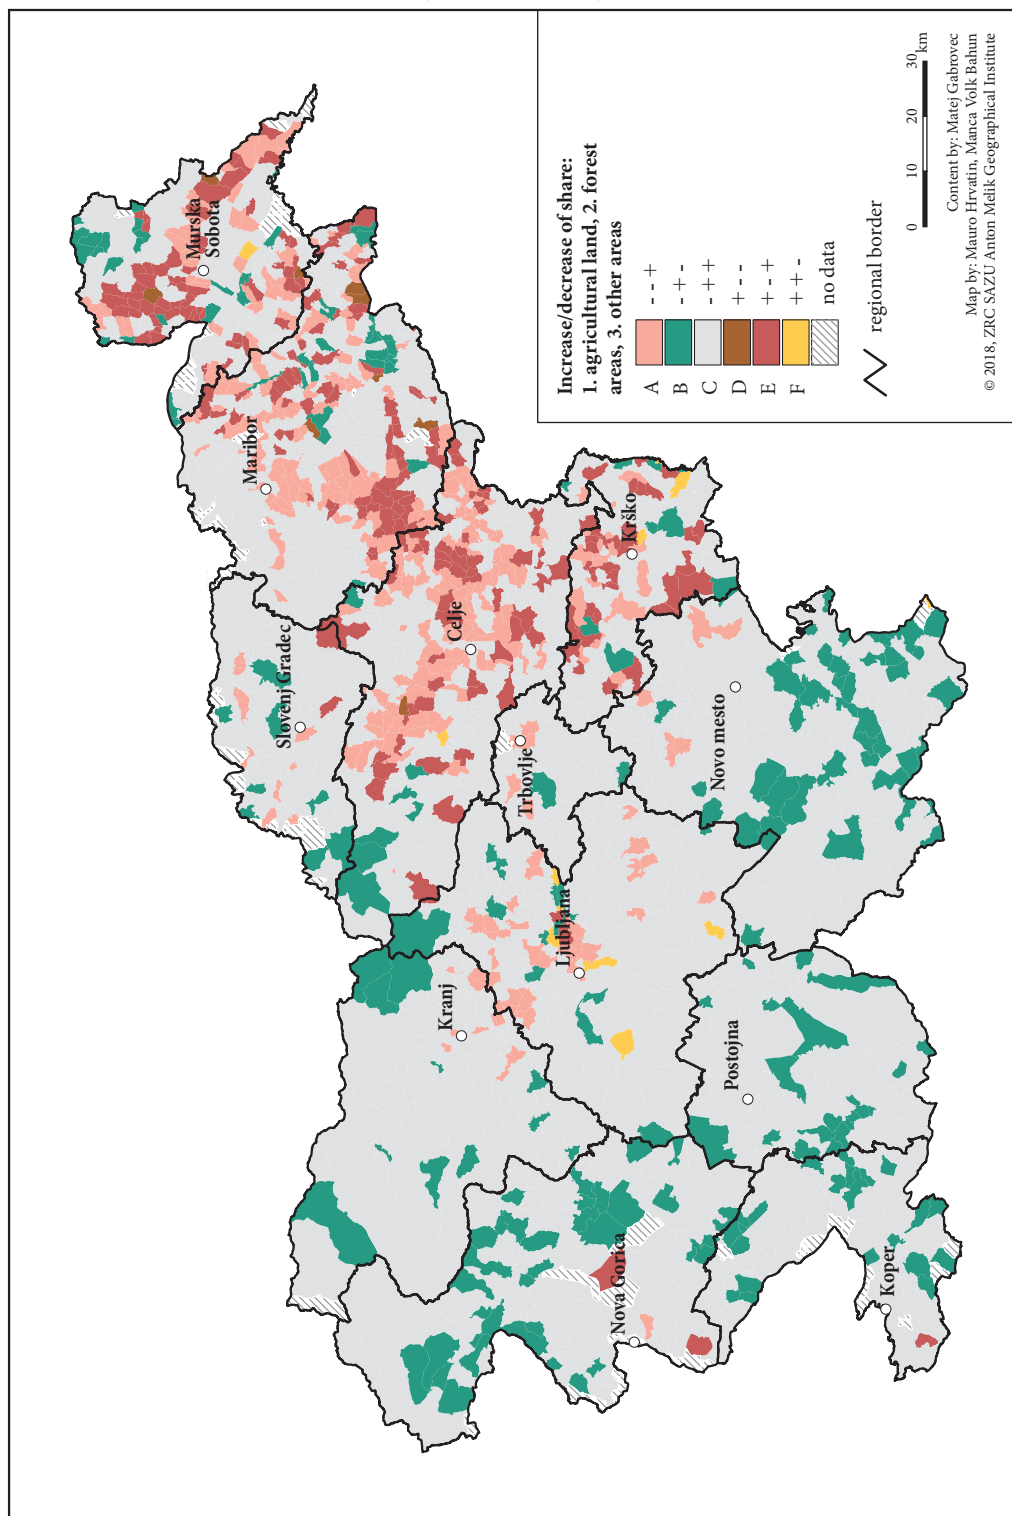 Murska
Sobota
Maribor
Slovenj Gradec
Celje
Krško
Trbovlje
Novo mesto
Ljubljana
Kranj
Postojna
Nova Gorica
Koper
Increase/decrease of share:
1. agricultural land, 2. forest
areas, 3. other areas
A - - +
B - + -
C - + +
D + - -
E + - +
F + + -
no data
regional border
0 10 20 30
km
Content by: Matej Gabrovec
Map by: Mauro Hrvatin, Manca Volk Bahun
© 2018, ZRC SAZU Anton Melik Geographical Institute